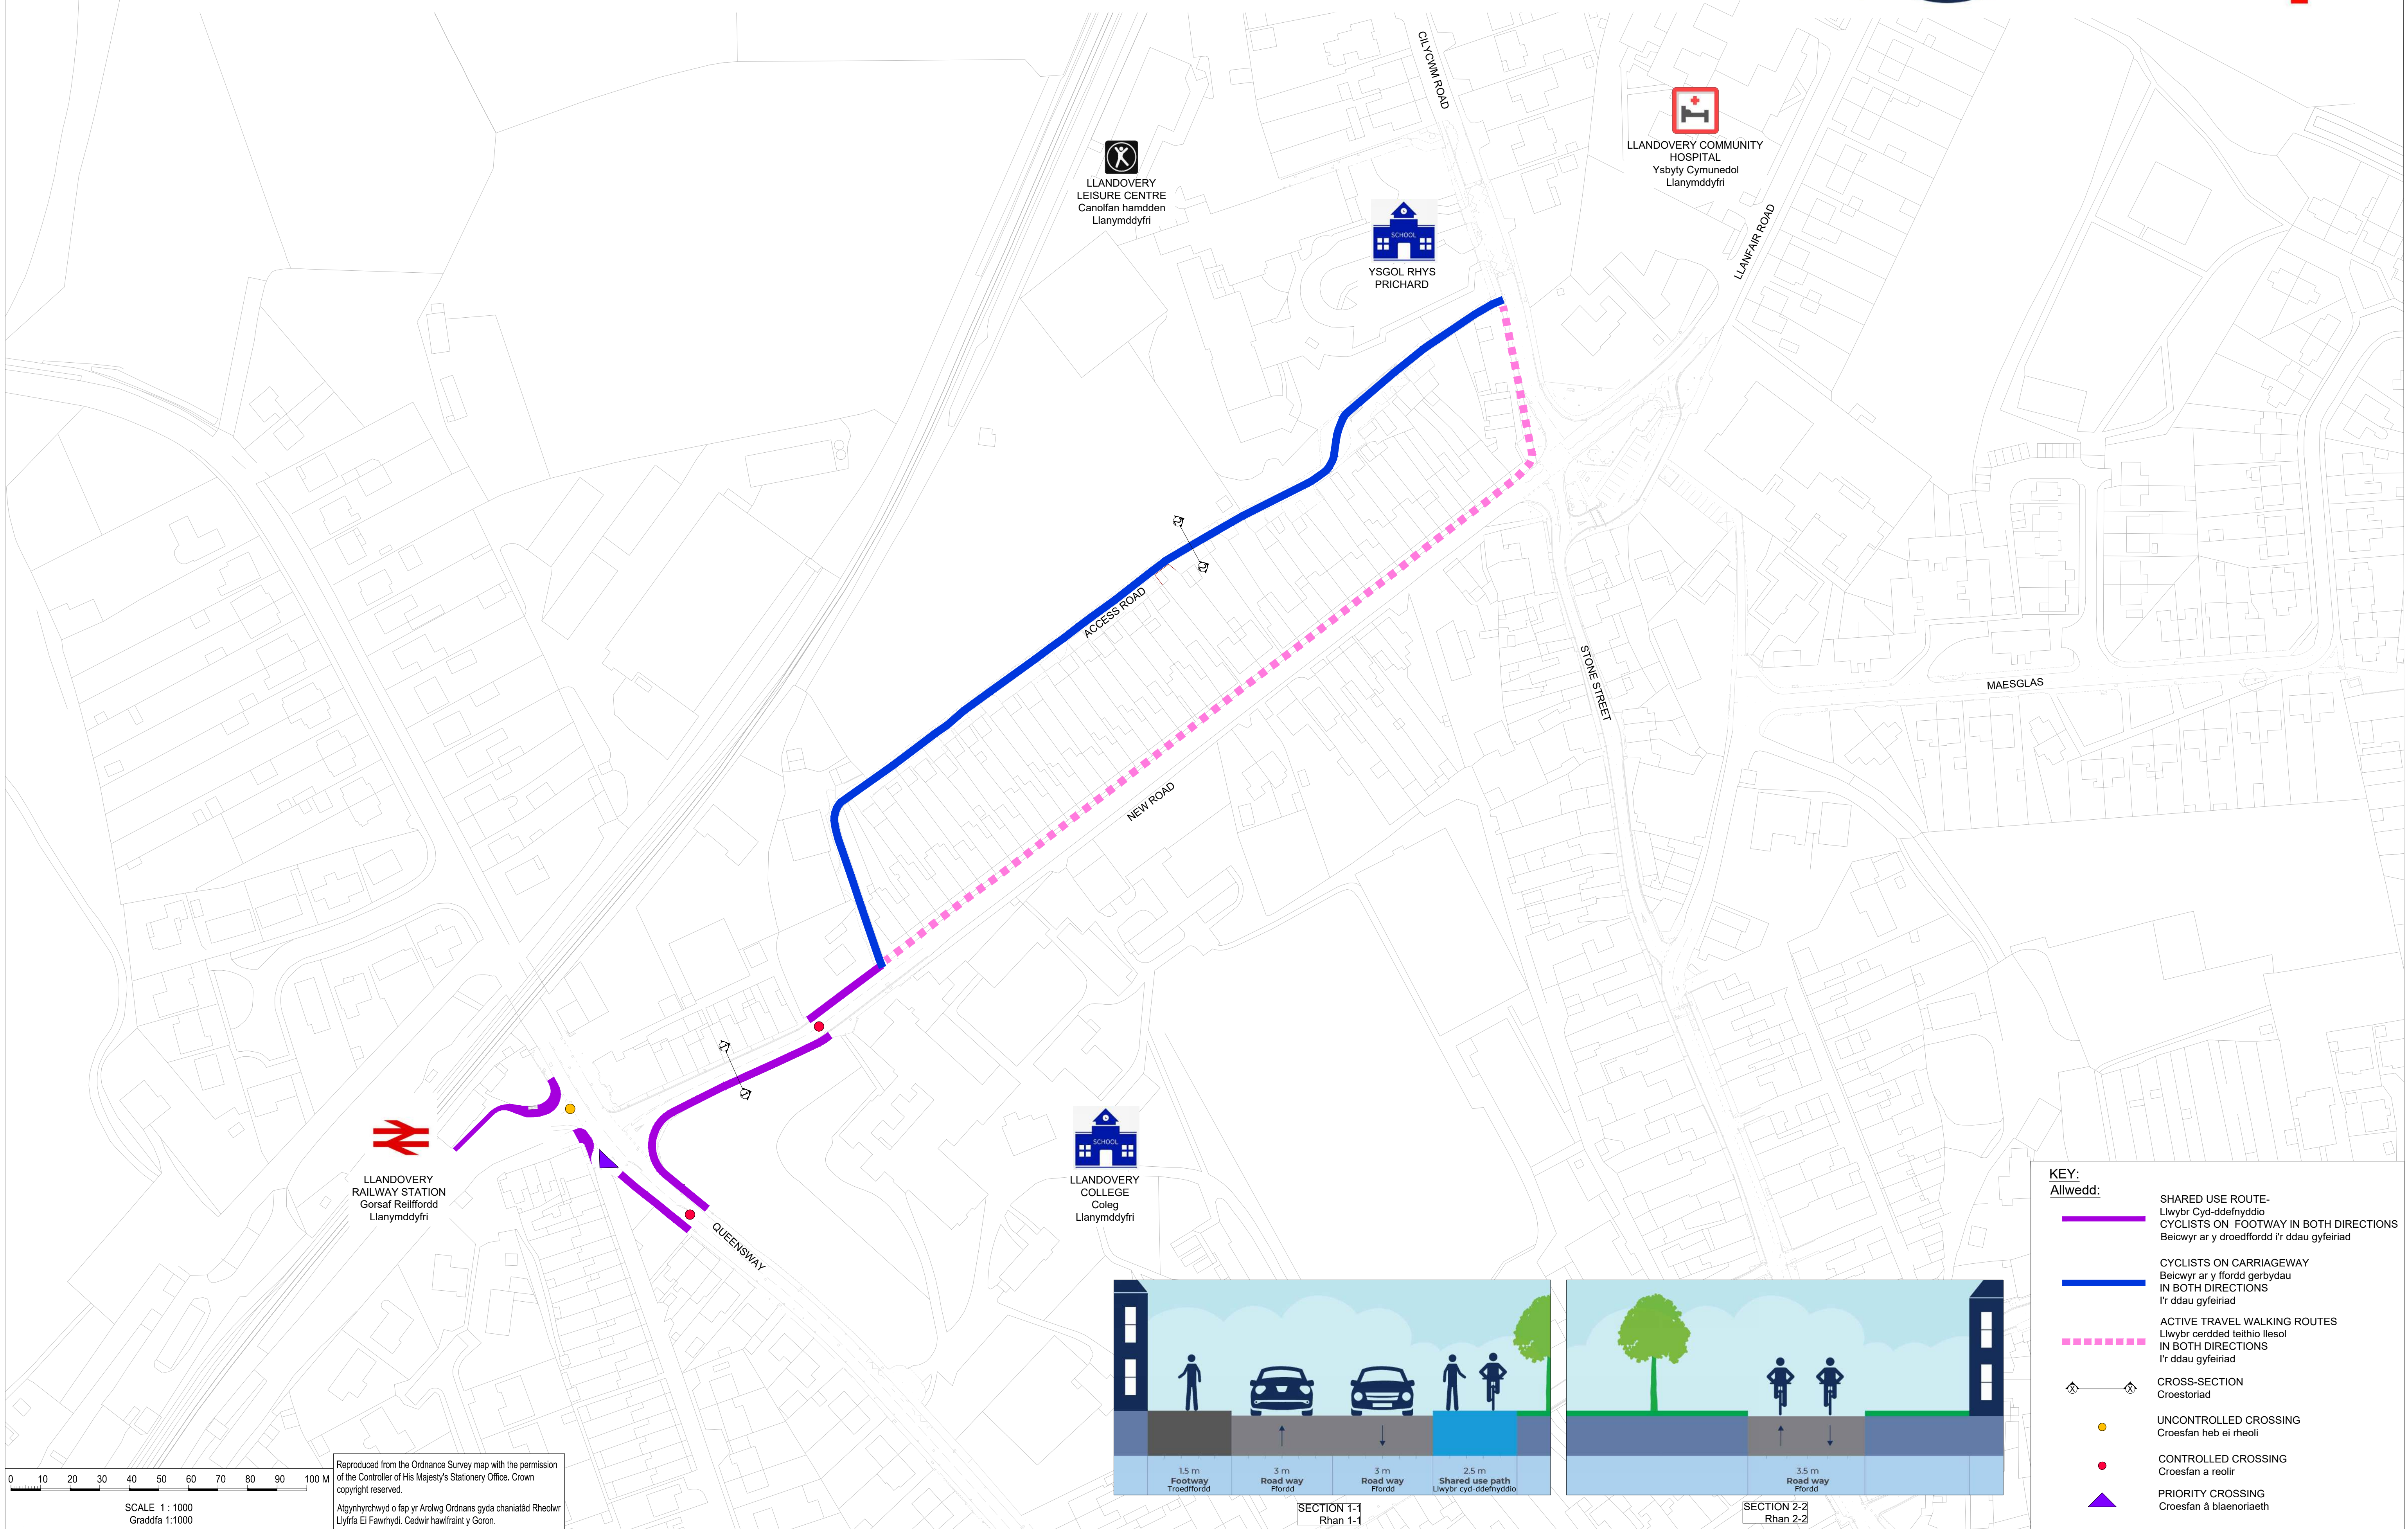 CILYCWM ROAD
LLANDOVERY COMMUNITY
HOSPITAL
Ysbyty Cymunedol
Llanymddyfri
LLANDOVERY
LEISURE CENTRE
Canolfan hamdden
Llanymddyfri
SCHOOL
YSGOL RHYS
PRICHARD
LLANFAIR ROAD
2
2
ACCESS ROAD
STONE STREET
MAESGLAS
NEW ROAD
1
1
LLANDOVERY
RAILWAY STATION
Gorsaf Reilffordd
Llanymddyfri
SCHOOL
LLANDOVERY
COLLEGE
Coleg
Llanymddyfri
QUEENSWAY
KEY:
Allwedd:
SHARED USE ROUTE-
Llwybr Cyd-ddefnyddio
CYCLISTS ON FOOTWAY IN BOTH DIRECTIONS
Beicwyr ar y droedffordd i'r ddau gyfeiriad
CYCLISTS ON CARRIAGEWAY
Beicwyr ar y ffordd gerbydau
IN BOTH DIRECTIONS
I'r ddau gyfeiriad
ACTIVE TRAVEL WALKING ROUTES
Llwybr cerdded teithio llesol
IN BOTH DIRECTIONS
I'r ddau gyfeiriad
X X
CROSS-SECTION
Croestoriad
UNCONTROLLED CROSSING
Croesfan heb ei rheoli
CONTROLLED CROSSING
Croesfan a reolir
PRIORITY CROSSING
Croesfan â blaenoriaeth
1.5 m
Footway
Troedffordd
3 m
Road way
Ffordd
3 m
Road way
Ffordd
2.5 m
Shared use path
Llwybr cyd-ddefnyddio
SECTION 1-1
Rhan 1-1
3.5 m
Road way
Ffordd
SECTION 2-2
Rhan 2-2
0 10 20 30 40 50 60 70 80 90 100 M
SCALE 1 : 1000
Graddfa 1:1000
Reproduced from the Ordnance Survey map with the permission
of the Controller of His Majesty's Stationery Office. Crown
copyright reserved.
Atgynhyrchwyd o fap yr Arolwg Ordnans gyda chaniatâd Rheolwr
Llyfrfa Ei Fawrhydi. Cedwir hawlfraint y Goron.